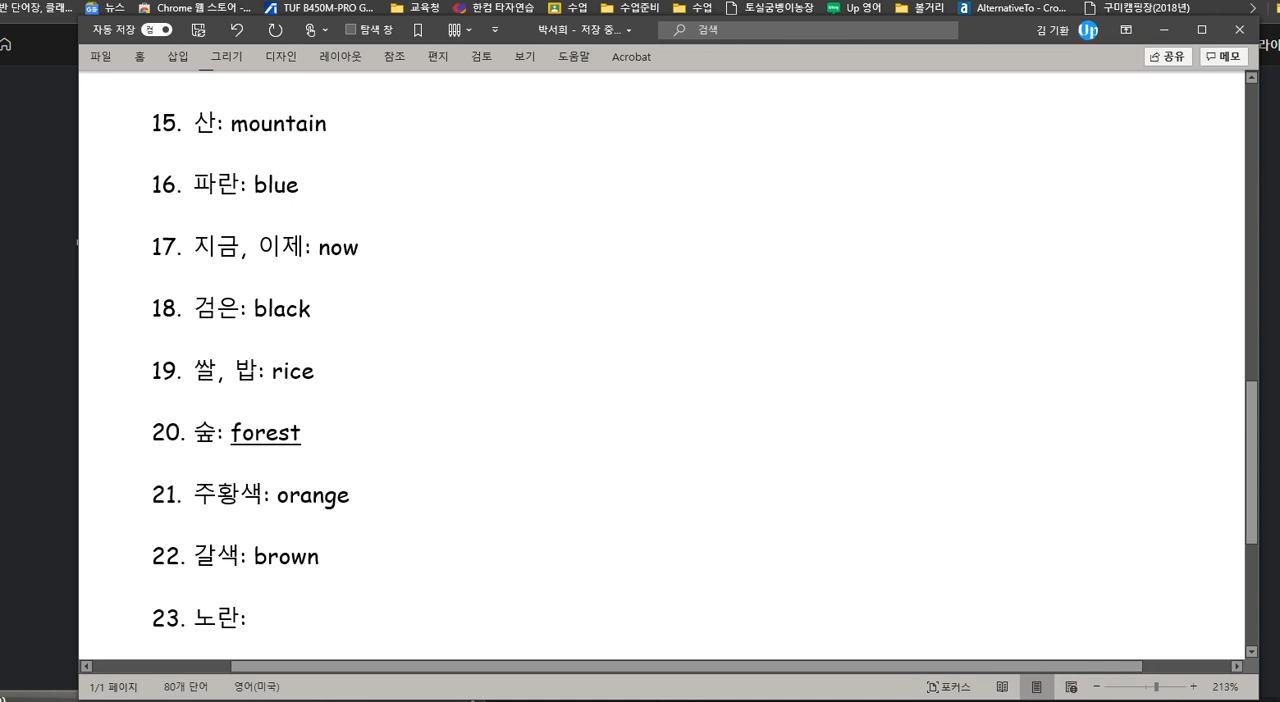 반 단어장, 클래... 뉴스 Chrome 웹 스토어 -... TUF B450M-PRO G... 교육원 한컴 타자연습 수업 수업준비 수업 토실굼벵이농장 Up 영어 볼거리 AlternativeTo - Cro... 구미캠핑장(2018년)
자동 저장 탐색 창 박서희 - 저장 중... 검색 김 기환 Up
파일 홈 삽입 그리기 디자인 레이아웃 참조 편지 검토 보기 도움말 Acrobat 공유 메모
15. 산: mountain
16. 파란: blue
17. 지금, 이제: now
18. 검은: black
19. 쌀, 밥: rice
20. 숲: forest
21. 주황색: orange
22. 갈색: brown
23. 노란:
1/1 페이지 80개 단어 영어(미국) 포커스 213%